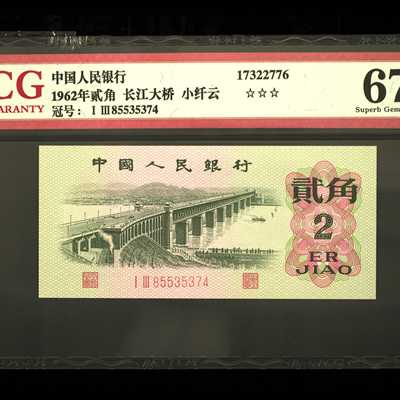 CG
ARANTY
中国人民银行
1962年贰角 长江大桥 小纤云
冠号: I III 85535374
17322776
☆☆☆
67
Superb Gem
中國人民銀行
貳角
2
ER
JIAO
I III 85535374